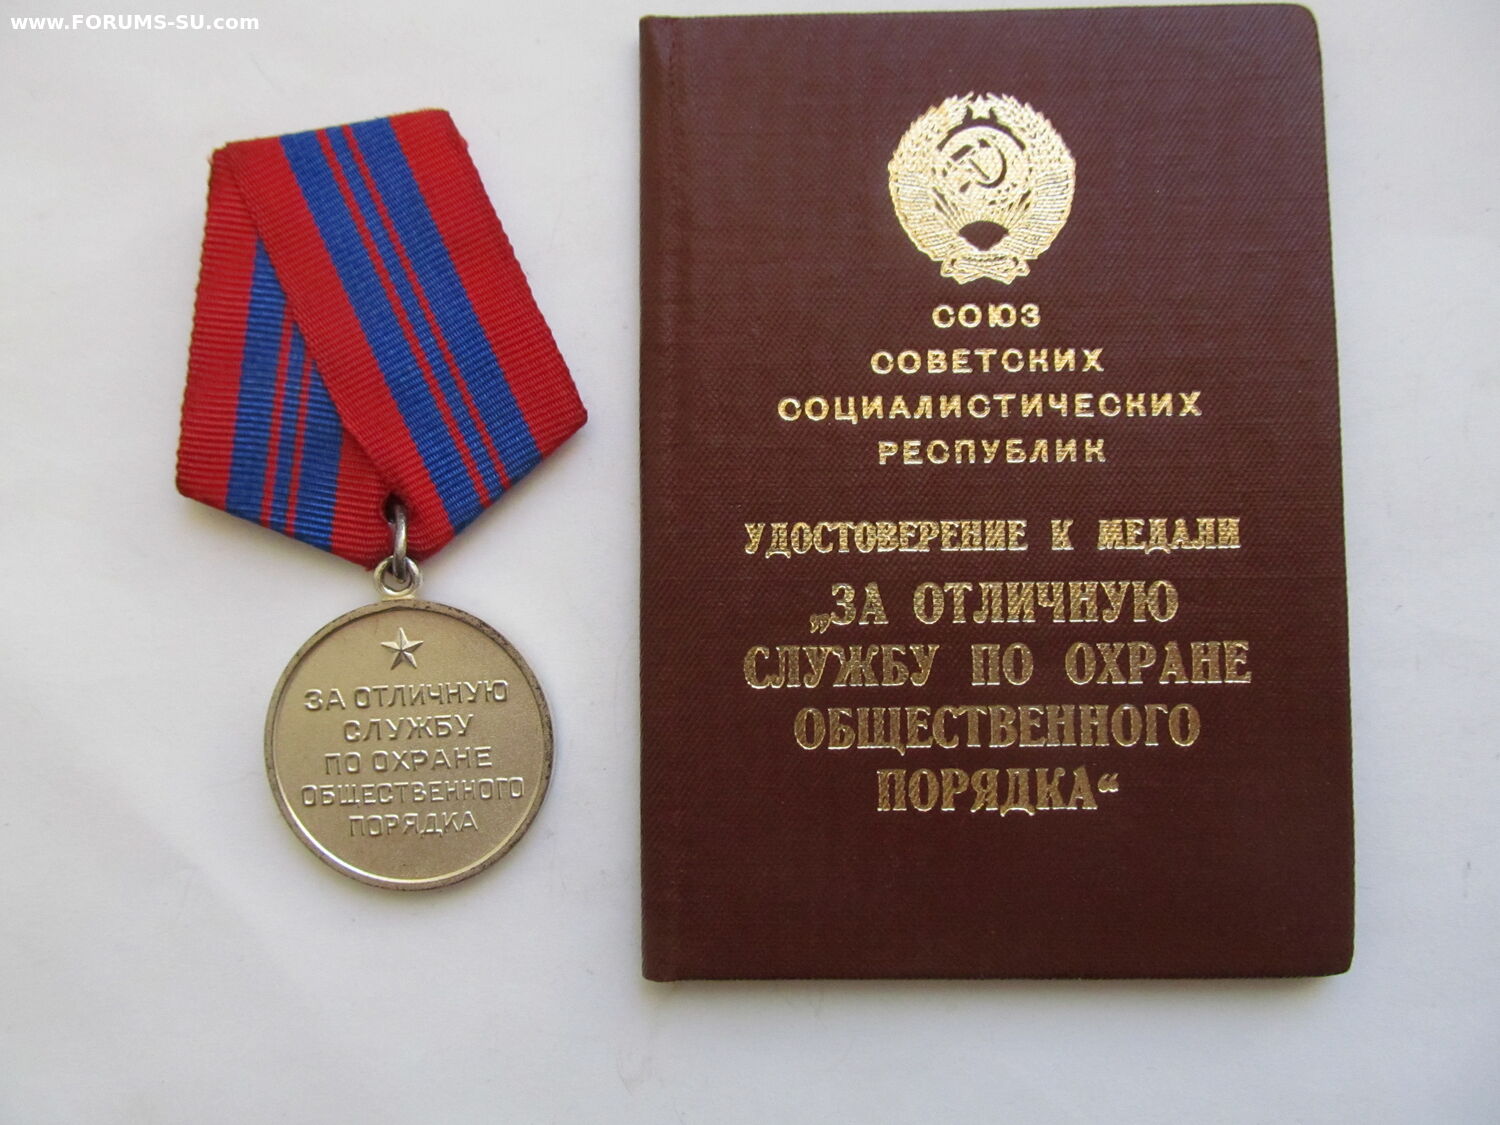 www.FORUMS-SU.com
ЗА ОТЛИЧНУЮ
СЛУЖБУ
ПО ОХРАНЕ
ОБЩЕСТВЕННОГО
ПОРЯДКА
СОЮЗ
СОВЕТСКИХ
СОЦИАЛИСТИЧЕСКИХ
РЕСПУБЛИК
УДОСТОВЕРЕНИЕ К МЕДАЛИ
„ЗА ОТЛИЧНУЮ
СЛУЖБУ ПО ОХРАНЕ
ОБЩЕСТВЕННОГО
ПОРЯДКА“